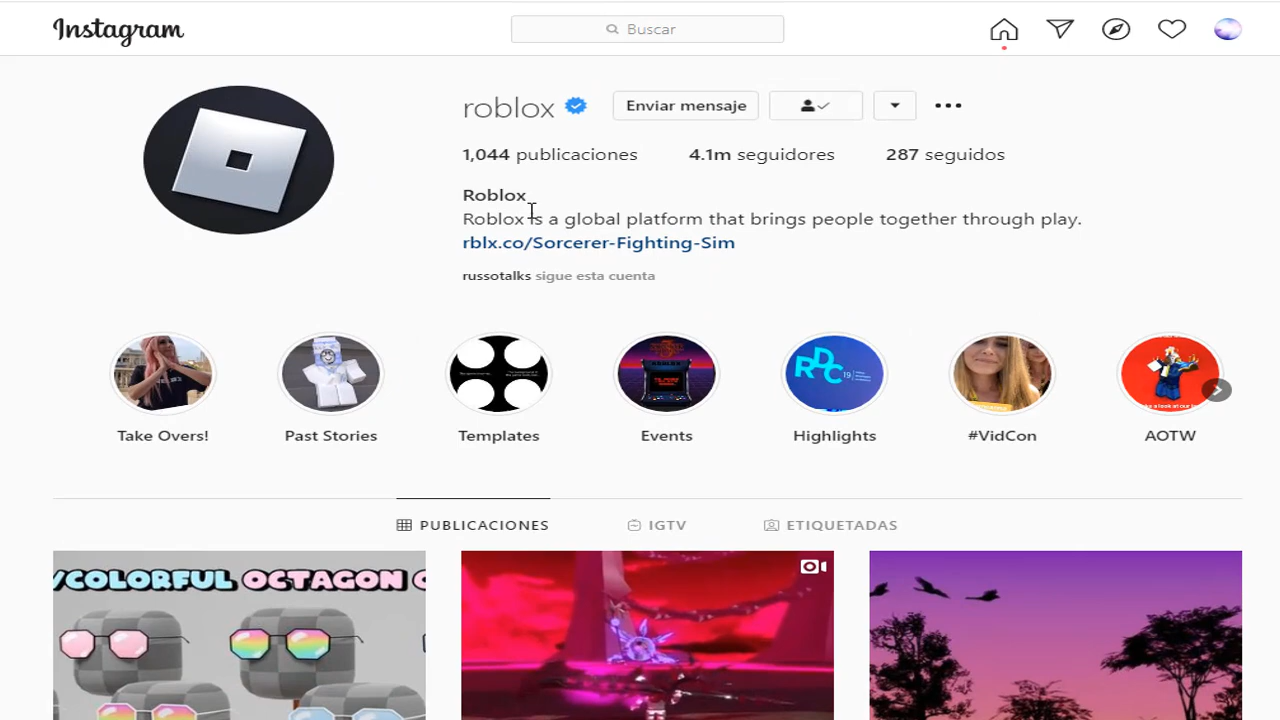 Instagram
Buscar
roblox
Enviar mensaje
1,044 publicaciones 4.1m seguidores 287 seguidos
Roblox
Roblox is a global platform that brings people together through play.
rblx.co/Sorcerer-Fighting-Sim
russotalks sigue esta cuenta
RDC
19
Take Overs! Past Stories Templates Events Highlights #VidCon AOTW
PUBLICACIONES IGTV ETIQUETADAS
/COLORFUL OCTAGON